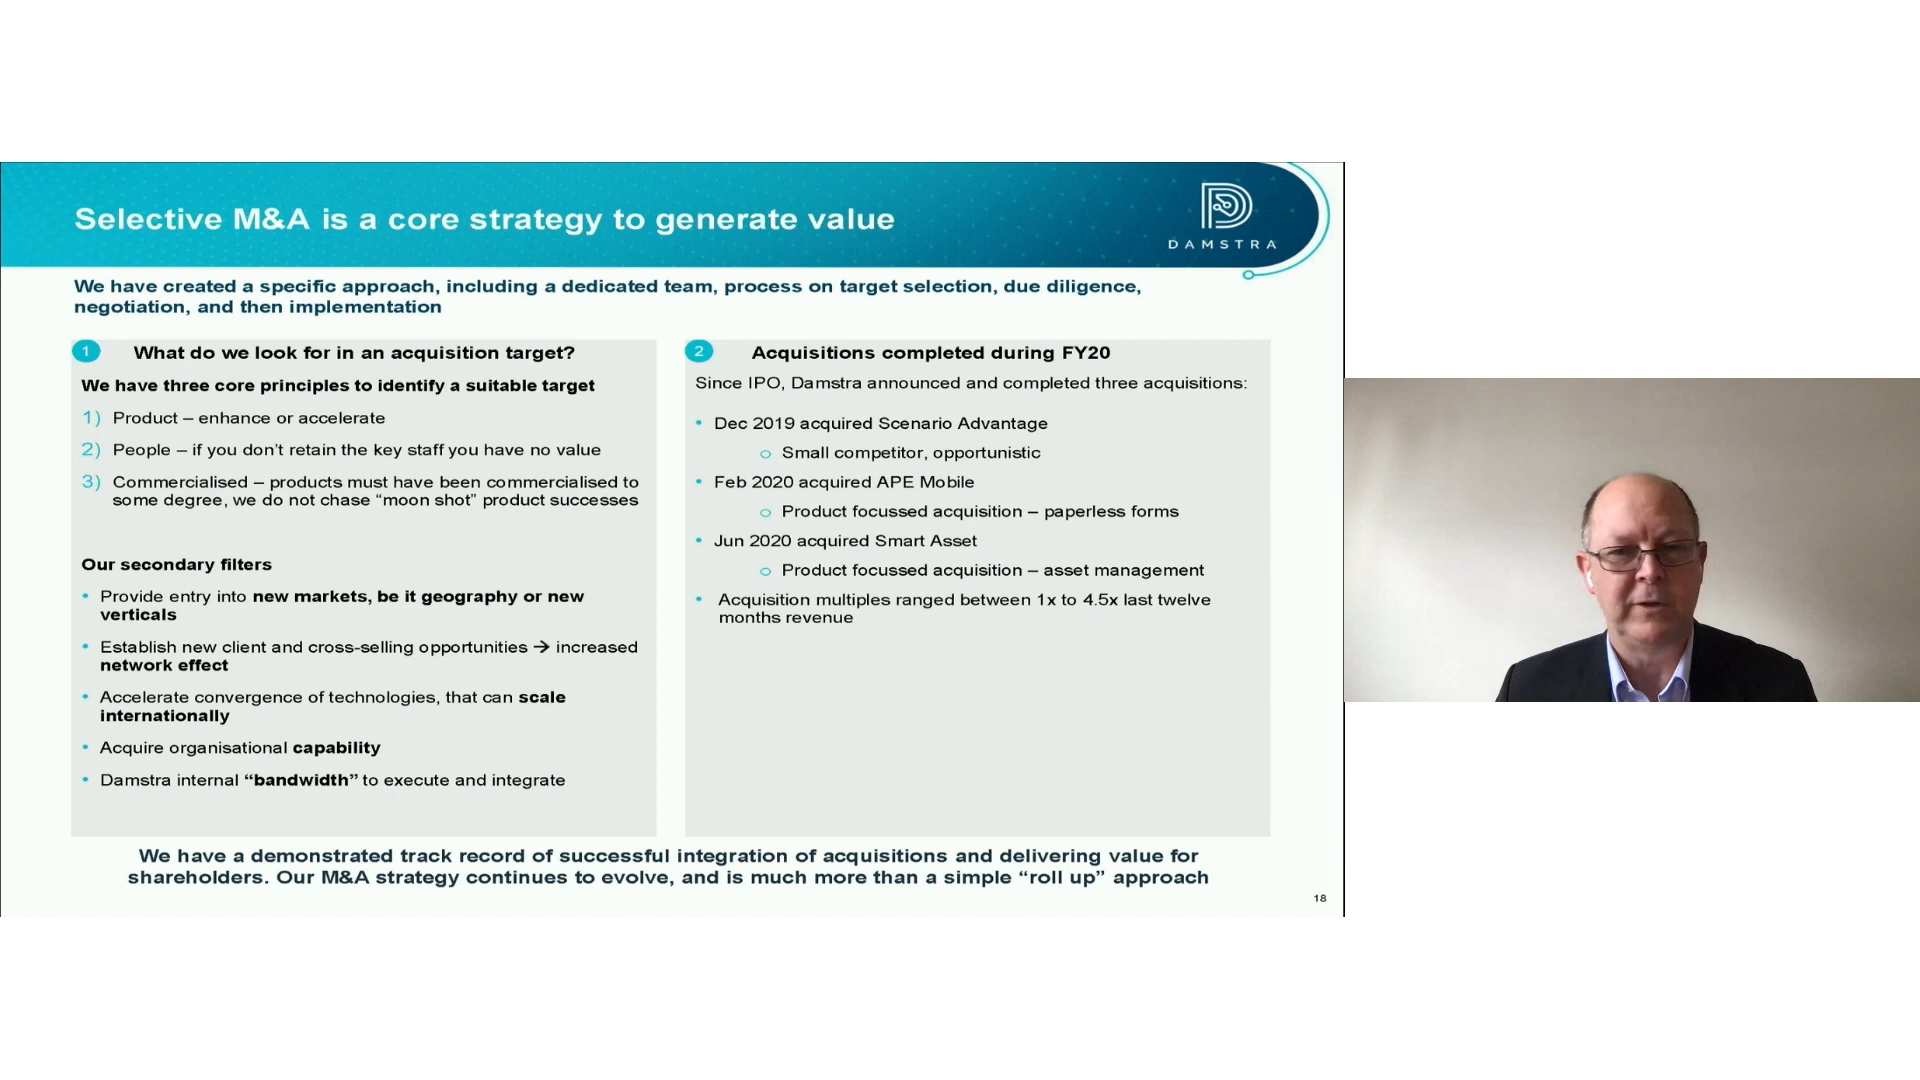 Selective M&A is a core strategy to generate value
DAMSTRA
We have created a specific approach, including a dedicated team, process on target selection, due diligence,
negotiation, and then implementation
1 What do we look for in an acquisition target?
We have three core principles to identify a suitable target
1) Product – enhance or accelerate
2) People – if you don’t retain the key staff you have no value
3) Commercialised – products must have been commercialised to
some degree, we do not chase “moon shot” product successes
Our secondary filters
• Provide entry into new markets, be it geography or new
verticals
• Establish new client and cross-selling opportunities → increased
network effect
• Accelerate convergence of technologies, that can scale
internationally
• Acquire organisational capability
• Damstra internal “bandwidth” to execute and integrate
2 Acquisitions completed during FY20
Since IPO, Damstra announced and completed three acquisitions:
• Dec 2019 acquired Scenario Advantage
o Small competitor, opportunistic
• Feb 2020 acquired APE Mobile
o Product focussed acquisition – paperless forms
• Jun 2020 acquired Smart Asset
o Product focussed acquisition – asset management
• Acquisition multiples ranged between 1x to 4.5x last twelve
months revenue
We have a demonstrated track record of successful integration of acquisitions and delivering value for
shareholders. Our M&A strategy continues to evolve, and is much more than a simple “roll up” approach
18